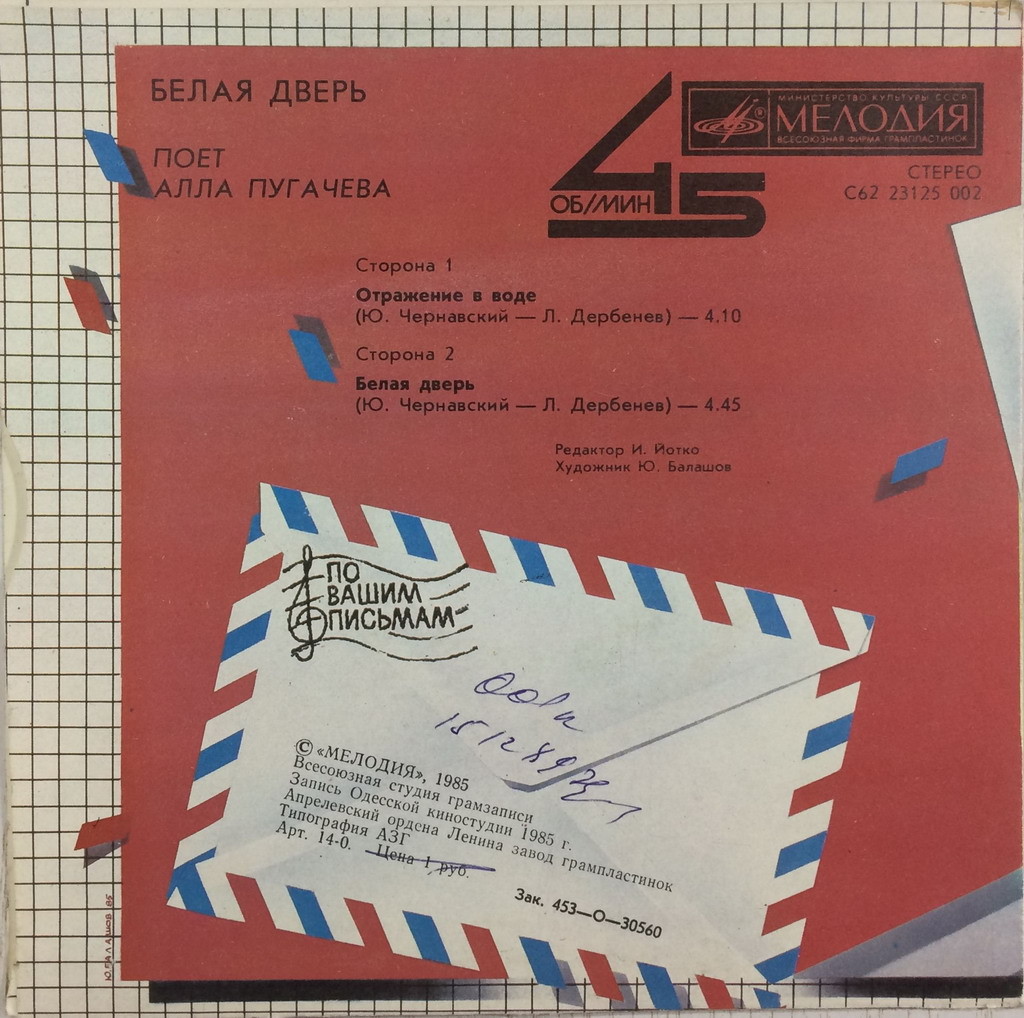 БЕЛАЯ ДВЕРЬ
ПОЕТ
АЛЛА ПУГАЧЕВА
45
ОБ/МИН
МИНИСТЕРСТВО КУЛЬТУРЫ СССР
МЕЛОДИЯ
ВСЕСОЮЗНАЯ ФИРМА ГРАМПЛАСТИНОК
СТЕРЕО
С62 23125 002
Сторона 1
Отражение в воде
(Ю. Чернавский — Л. Дербенев) — 4.10
Сторона 2
Белая дверь
(Ю. Чернавский — Л. Дербенев) — 4.45
Редактор И. Йотко
Художник Ю. Балашов
ПО
ВАШИМ
ПИСЬМАМ
© «МЕЛОДИЯ», 1985
Всесоюзная студия грамзаписи
Запись Одесской киностудии 1985 г.
Апрелевский ордена Ленина завод грампластинок
Типография АЗГ
Арт. 14-0. Цена 1 руб.
Зак. 453—О—30560
Ю.БАЛАШОВ 85